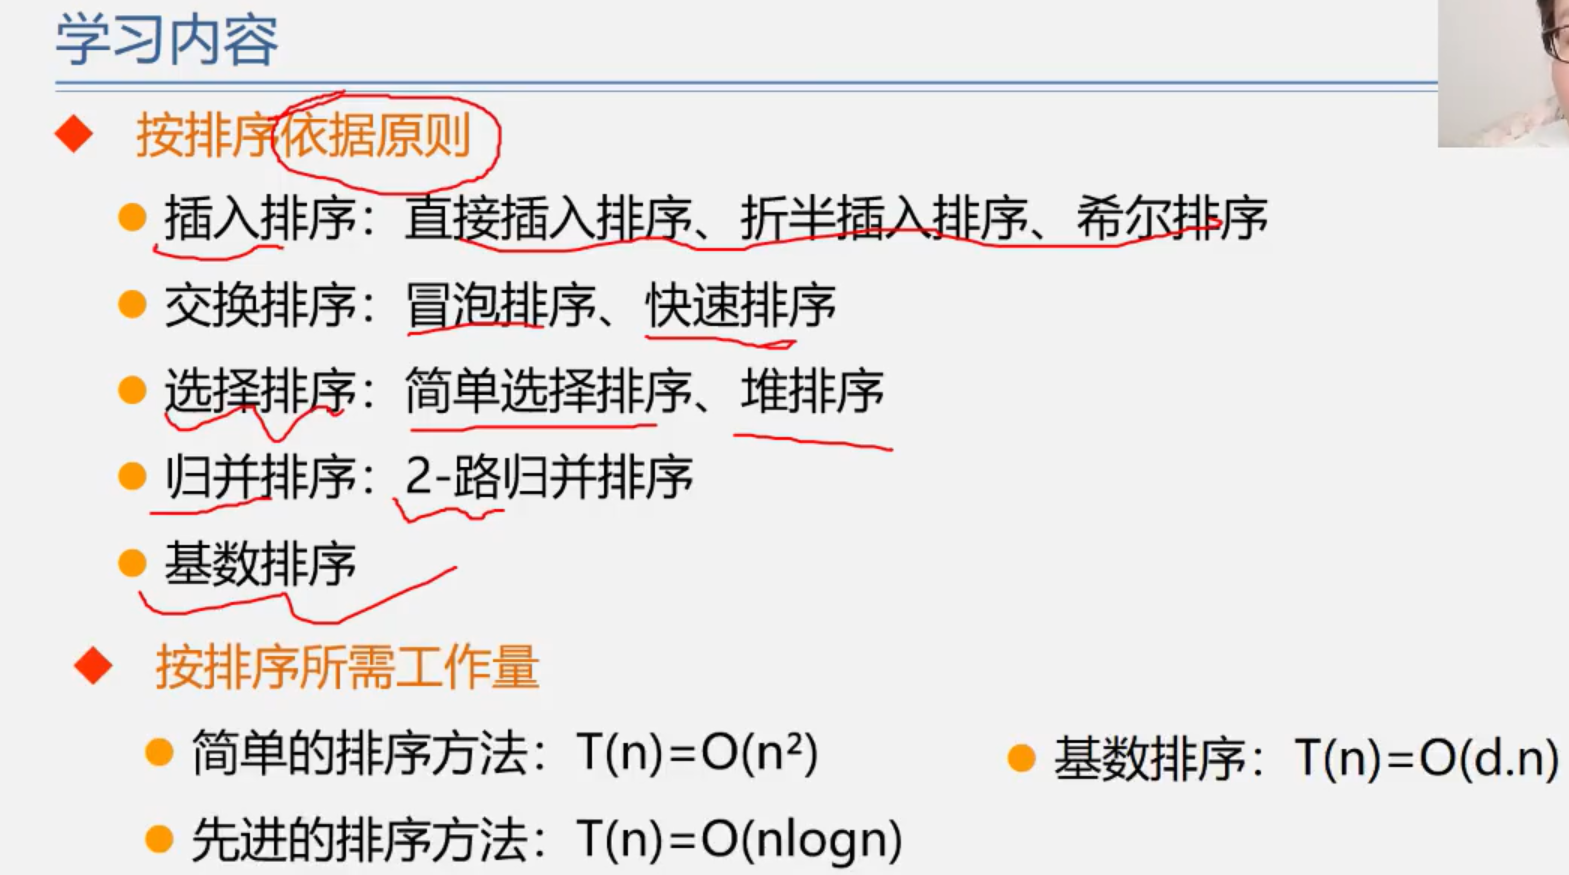 学习内容
按排序依据原则
插入排序：直接插入排序、折半插入排序、希尔排序
交换排序：冒泡排序、快速排序
选择排序：简单选择排序、堆排序
归并排序：2-路归并排序
基数排序
按排序所需工作量
简单的排序方法：T(n)=O(n²)
基数排序：T(n)=O(d.n)
先进的排序方法：T(n)=O(nlogn)